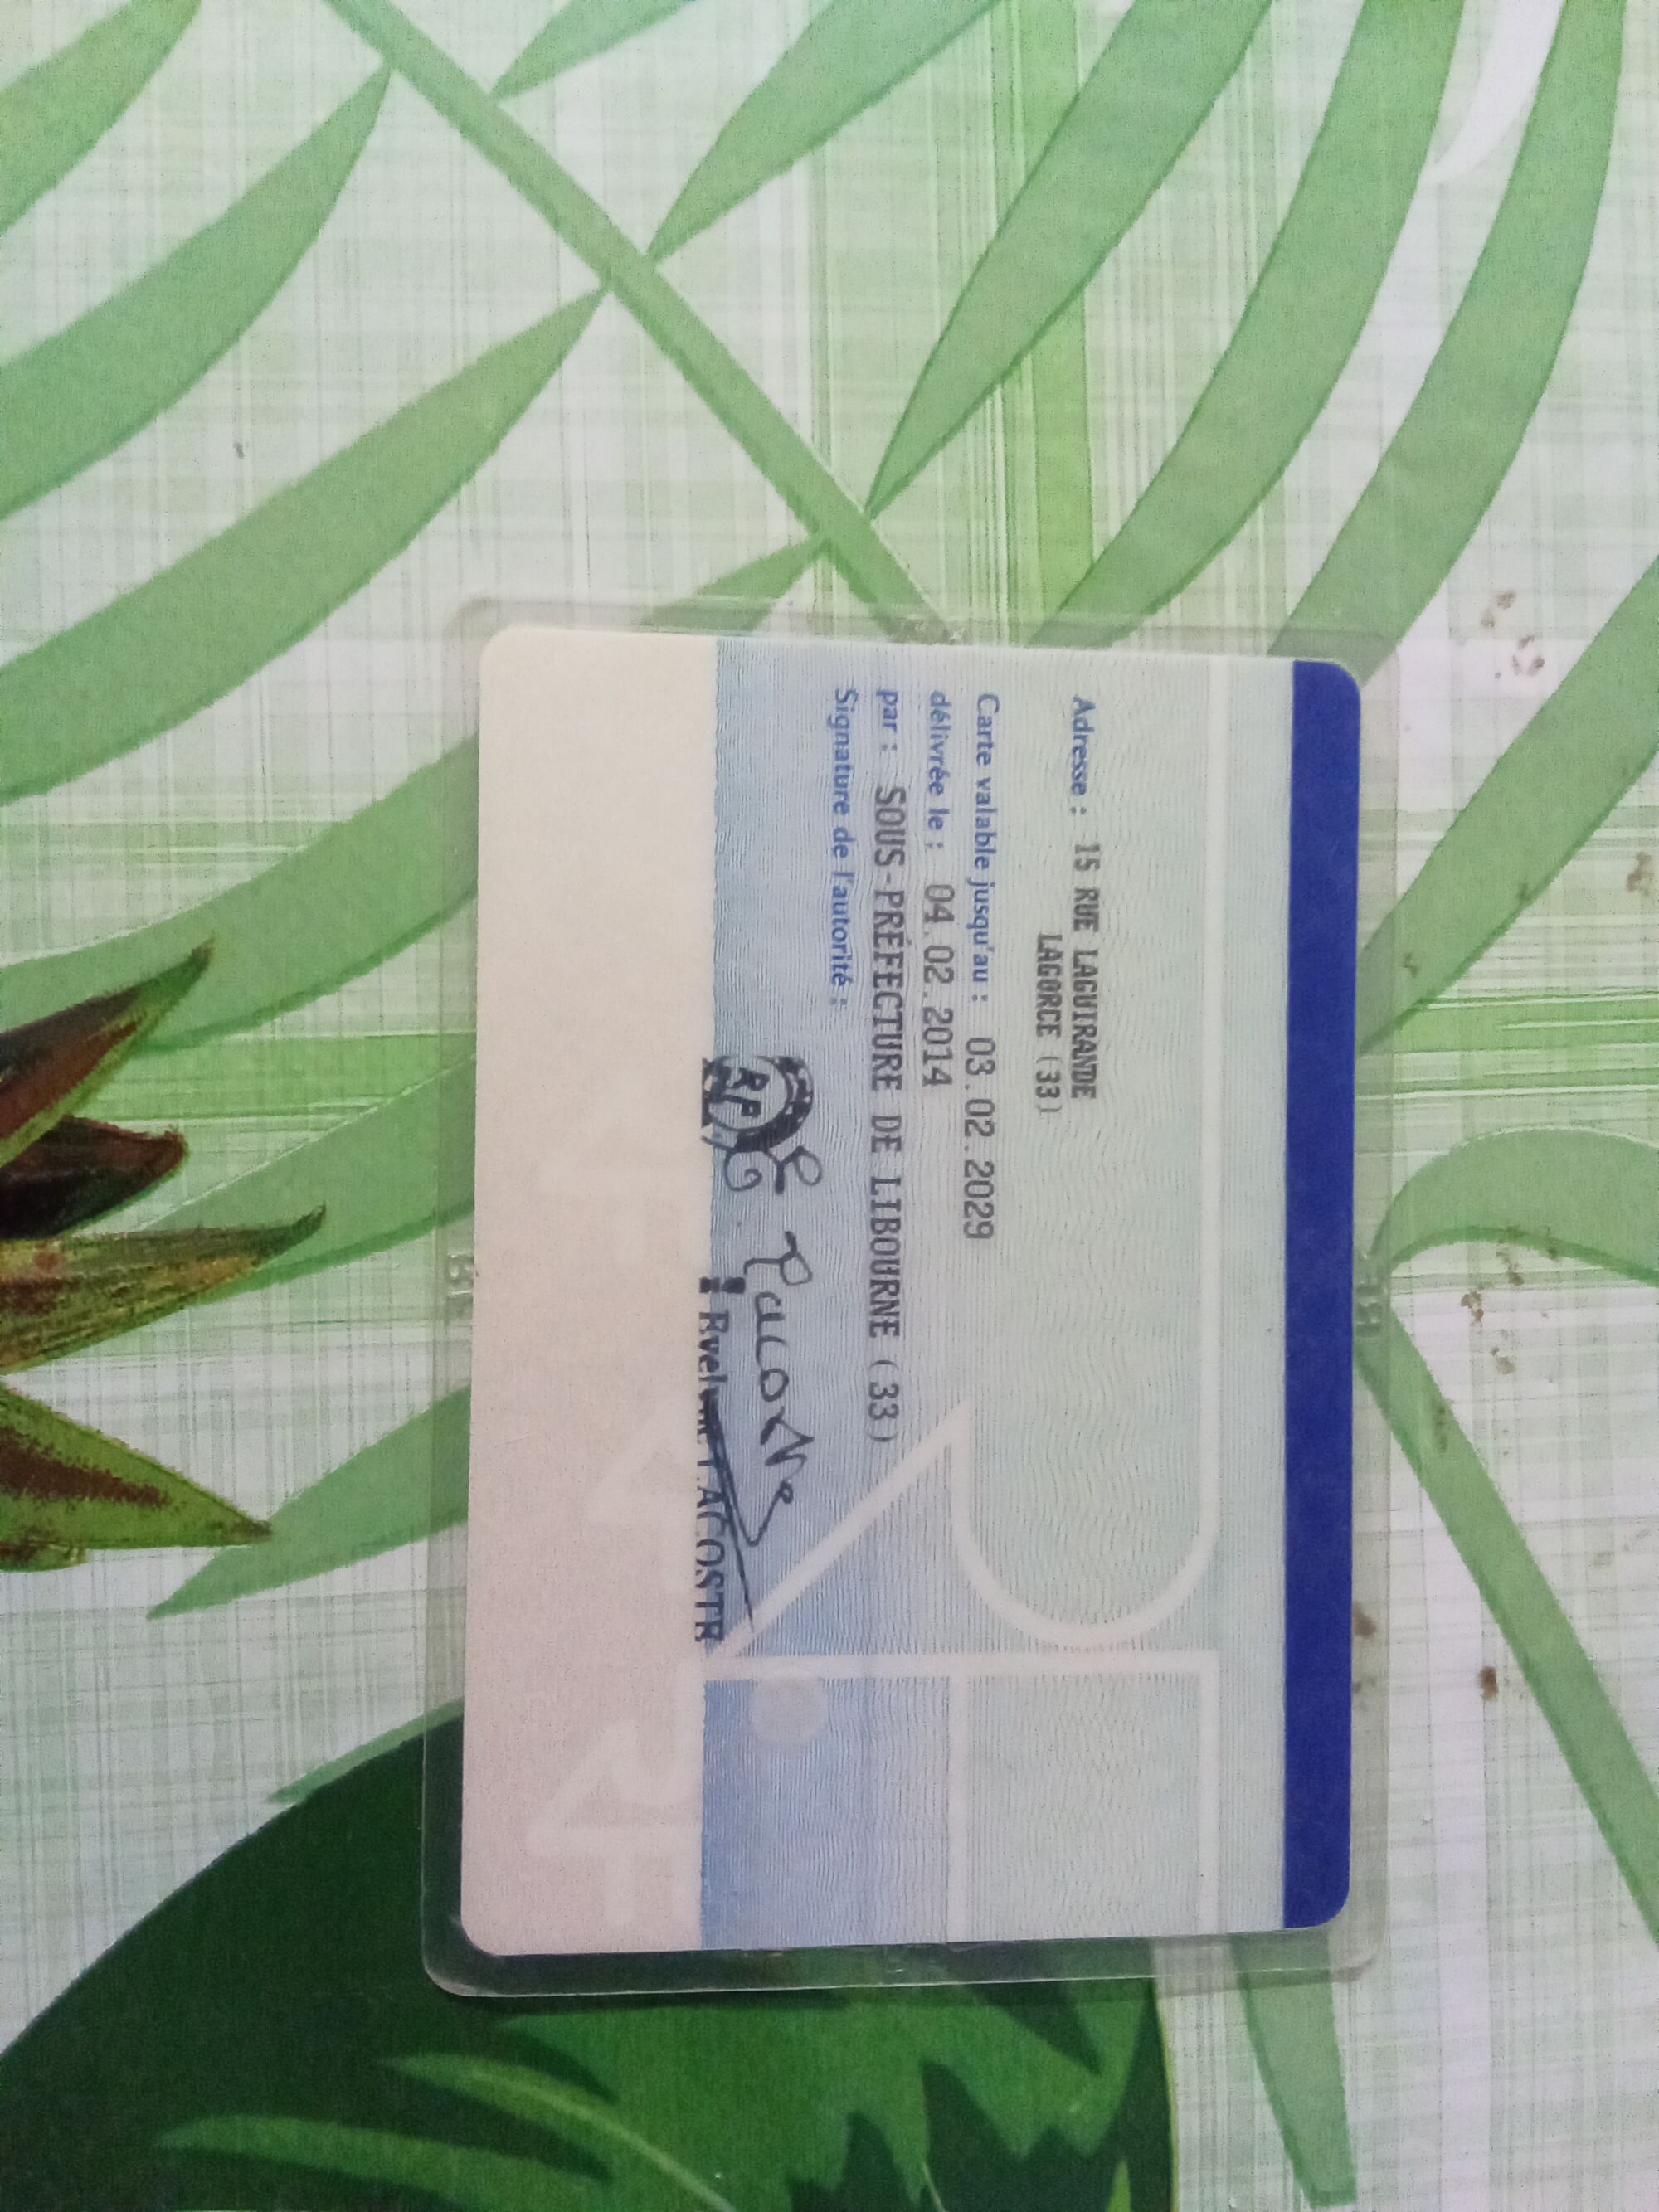 Adresse : 15 RUE LAGUIRANDE
LAGORCE (33)
Carte valable jusqu'au : 03.02.2029
délivrée le : 04.02.2014
par : SOUS-PRÉFECTURE DE LIBOURNE (33)
Signature de l'autorité :
RF